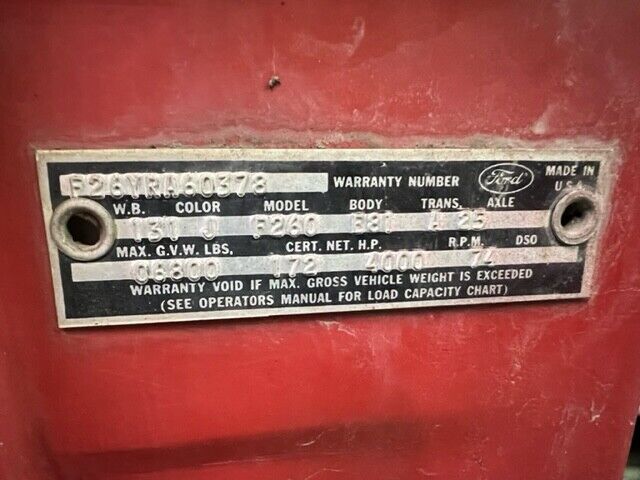 F26YRA60378 WARRANTY NUMBER Ford MADE IN U.S.A.
W.B. COLOR MODEL BODY TRANS. AXLE
131 J F260 E81 A 25
MAX. G.V.W. LBS, CERT. NET. H.P. R.P.M. DSO
06800 172 4000 74
WARRANTY VOID IF MAX. GROSS VEHICLE WEIGHT IS EXCEEDED
(SEE OPERATORS MANUAL FOR LOAD CAPACITY CHART)